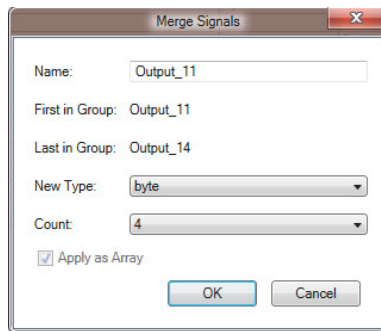 Merge Signals
Name: Output_11
First in Group: Output_11
Last in Group: Output_14
New Type: byte
Count: 4
Apply as Array
OK Cancel